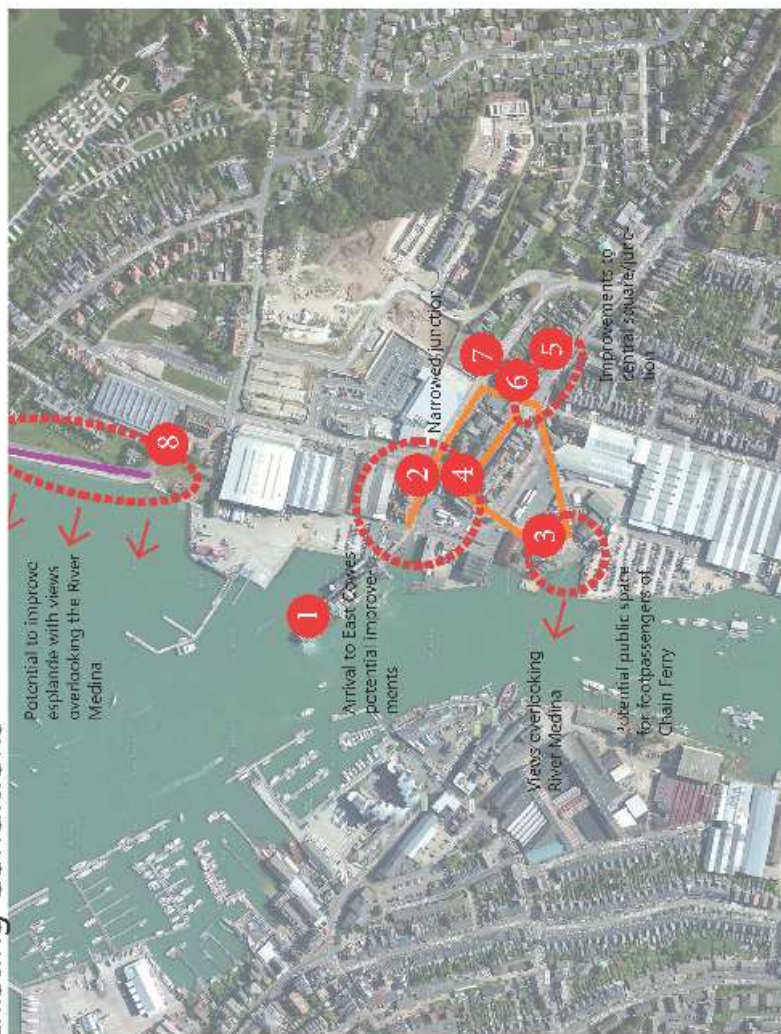 Potential to improve
esplande with views
overlooking the River
Medina
8
1
Arrival to East Cowes
potential improve-
ments
2
Narrowed junction
4
7
6
5
3
Improvements to
central square/junc-
tion
Views overlooking
River Medina
Potential public space
for footpassengers of
Chain Ferry